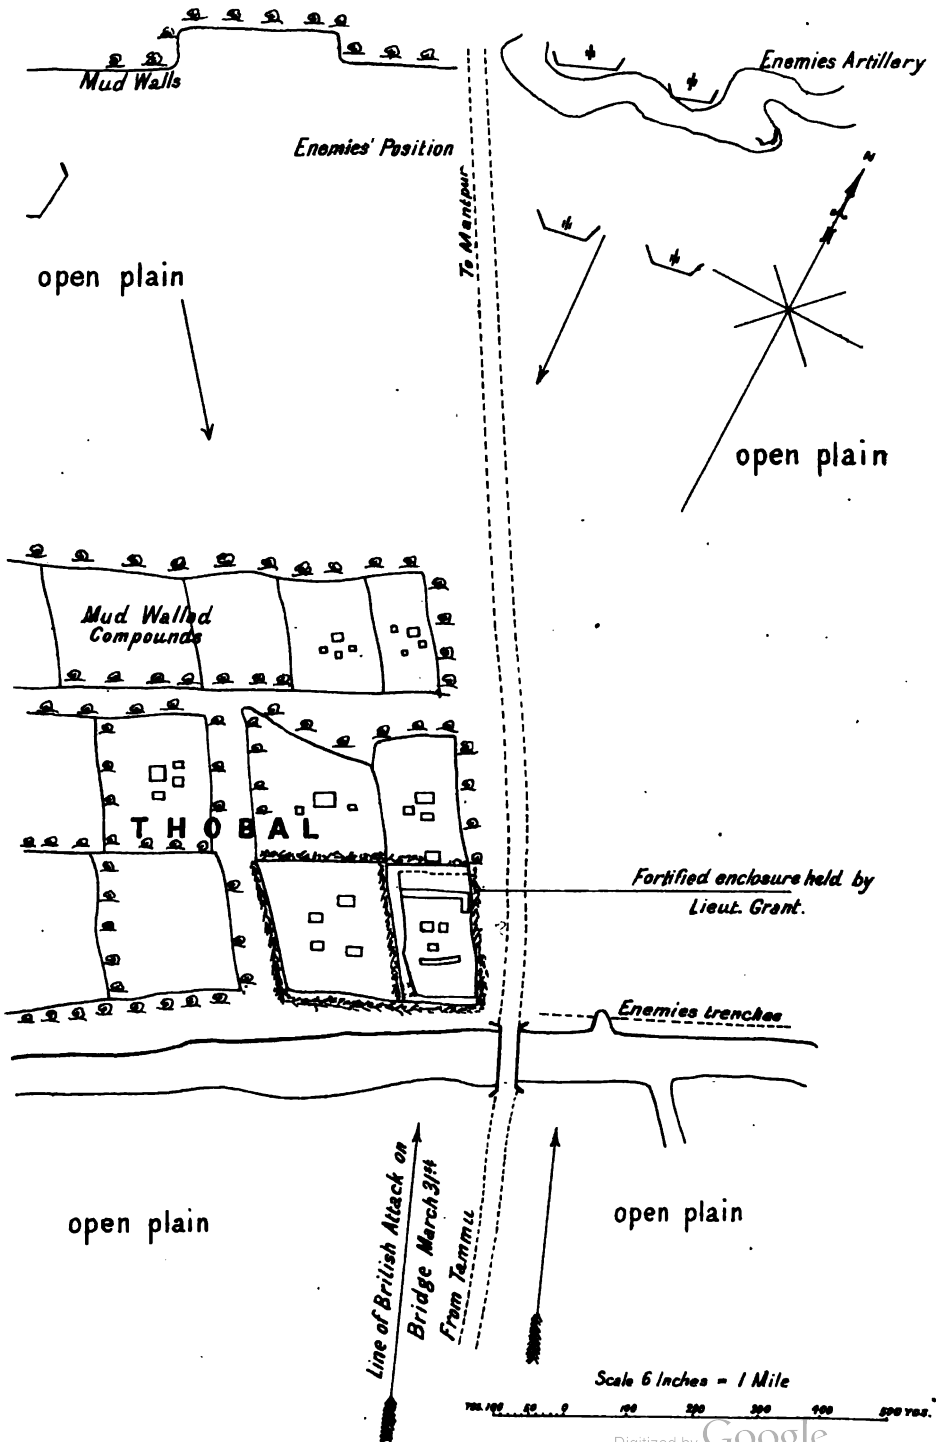 Mud Walls
Enemies Artillery
Enemies' Position
To Manipur
N
open plain
open plain
Mud Walled
Compounds
THOBAL
Fortified enclosure held by
Lieut. Grant.
Enemies trenches
Line of British Attack on
Bridge March 31st
From Tammu
open plain
open plain
Scale 6 Inches = 1 Mile
YDS. 100 50 0 100 200 300 400 500 YDS.
Digitized by Google